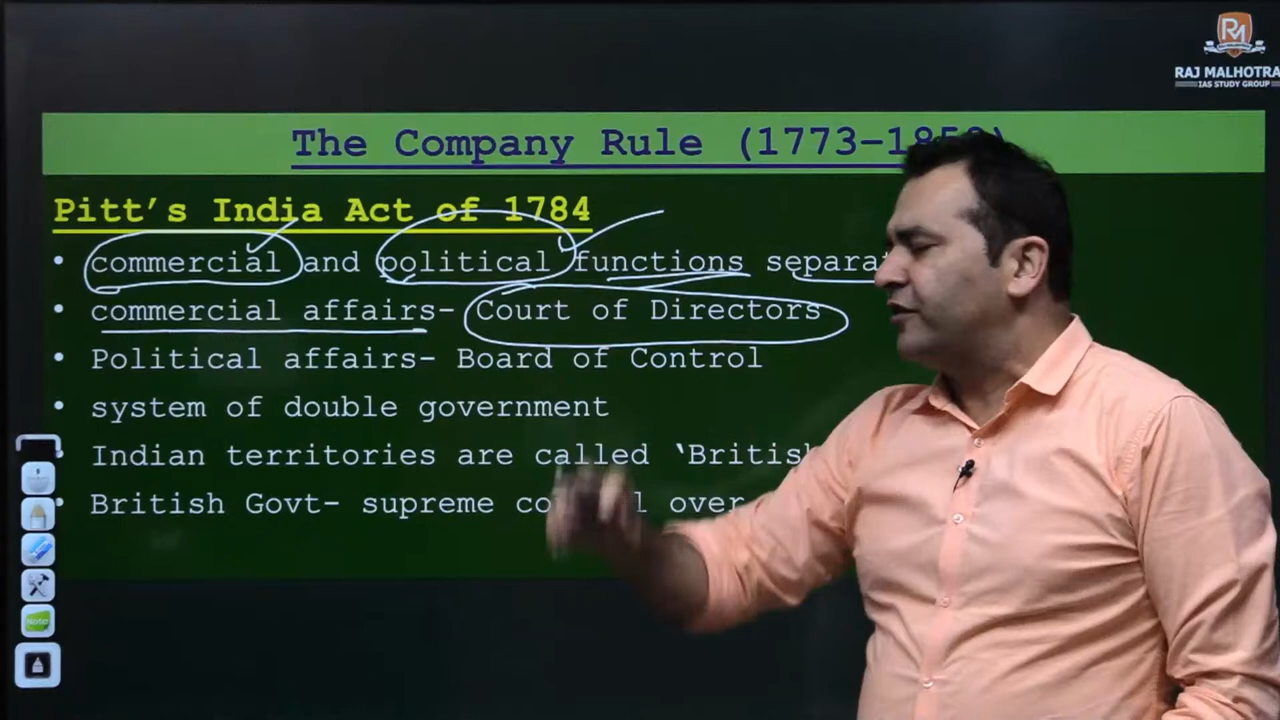 RAJ MALHOTRA
IAS STUDY GROUP
The Company Rule (1773-1858)
Pitt's India Act of 1784
• commercial and political functions
• commercial affairs- Court of Directors
• Political affairs- Board of Control
• system of double government
• Indian territories are called
• British Govt- supreme over